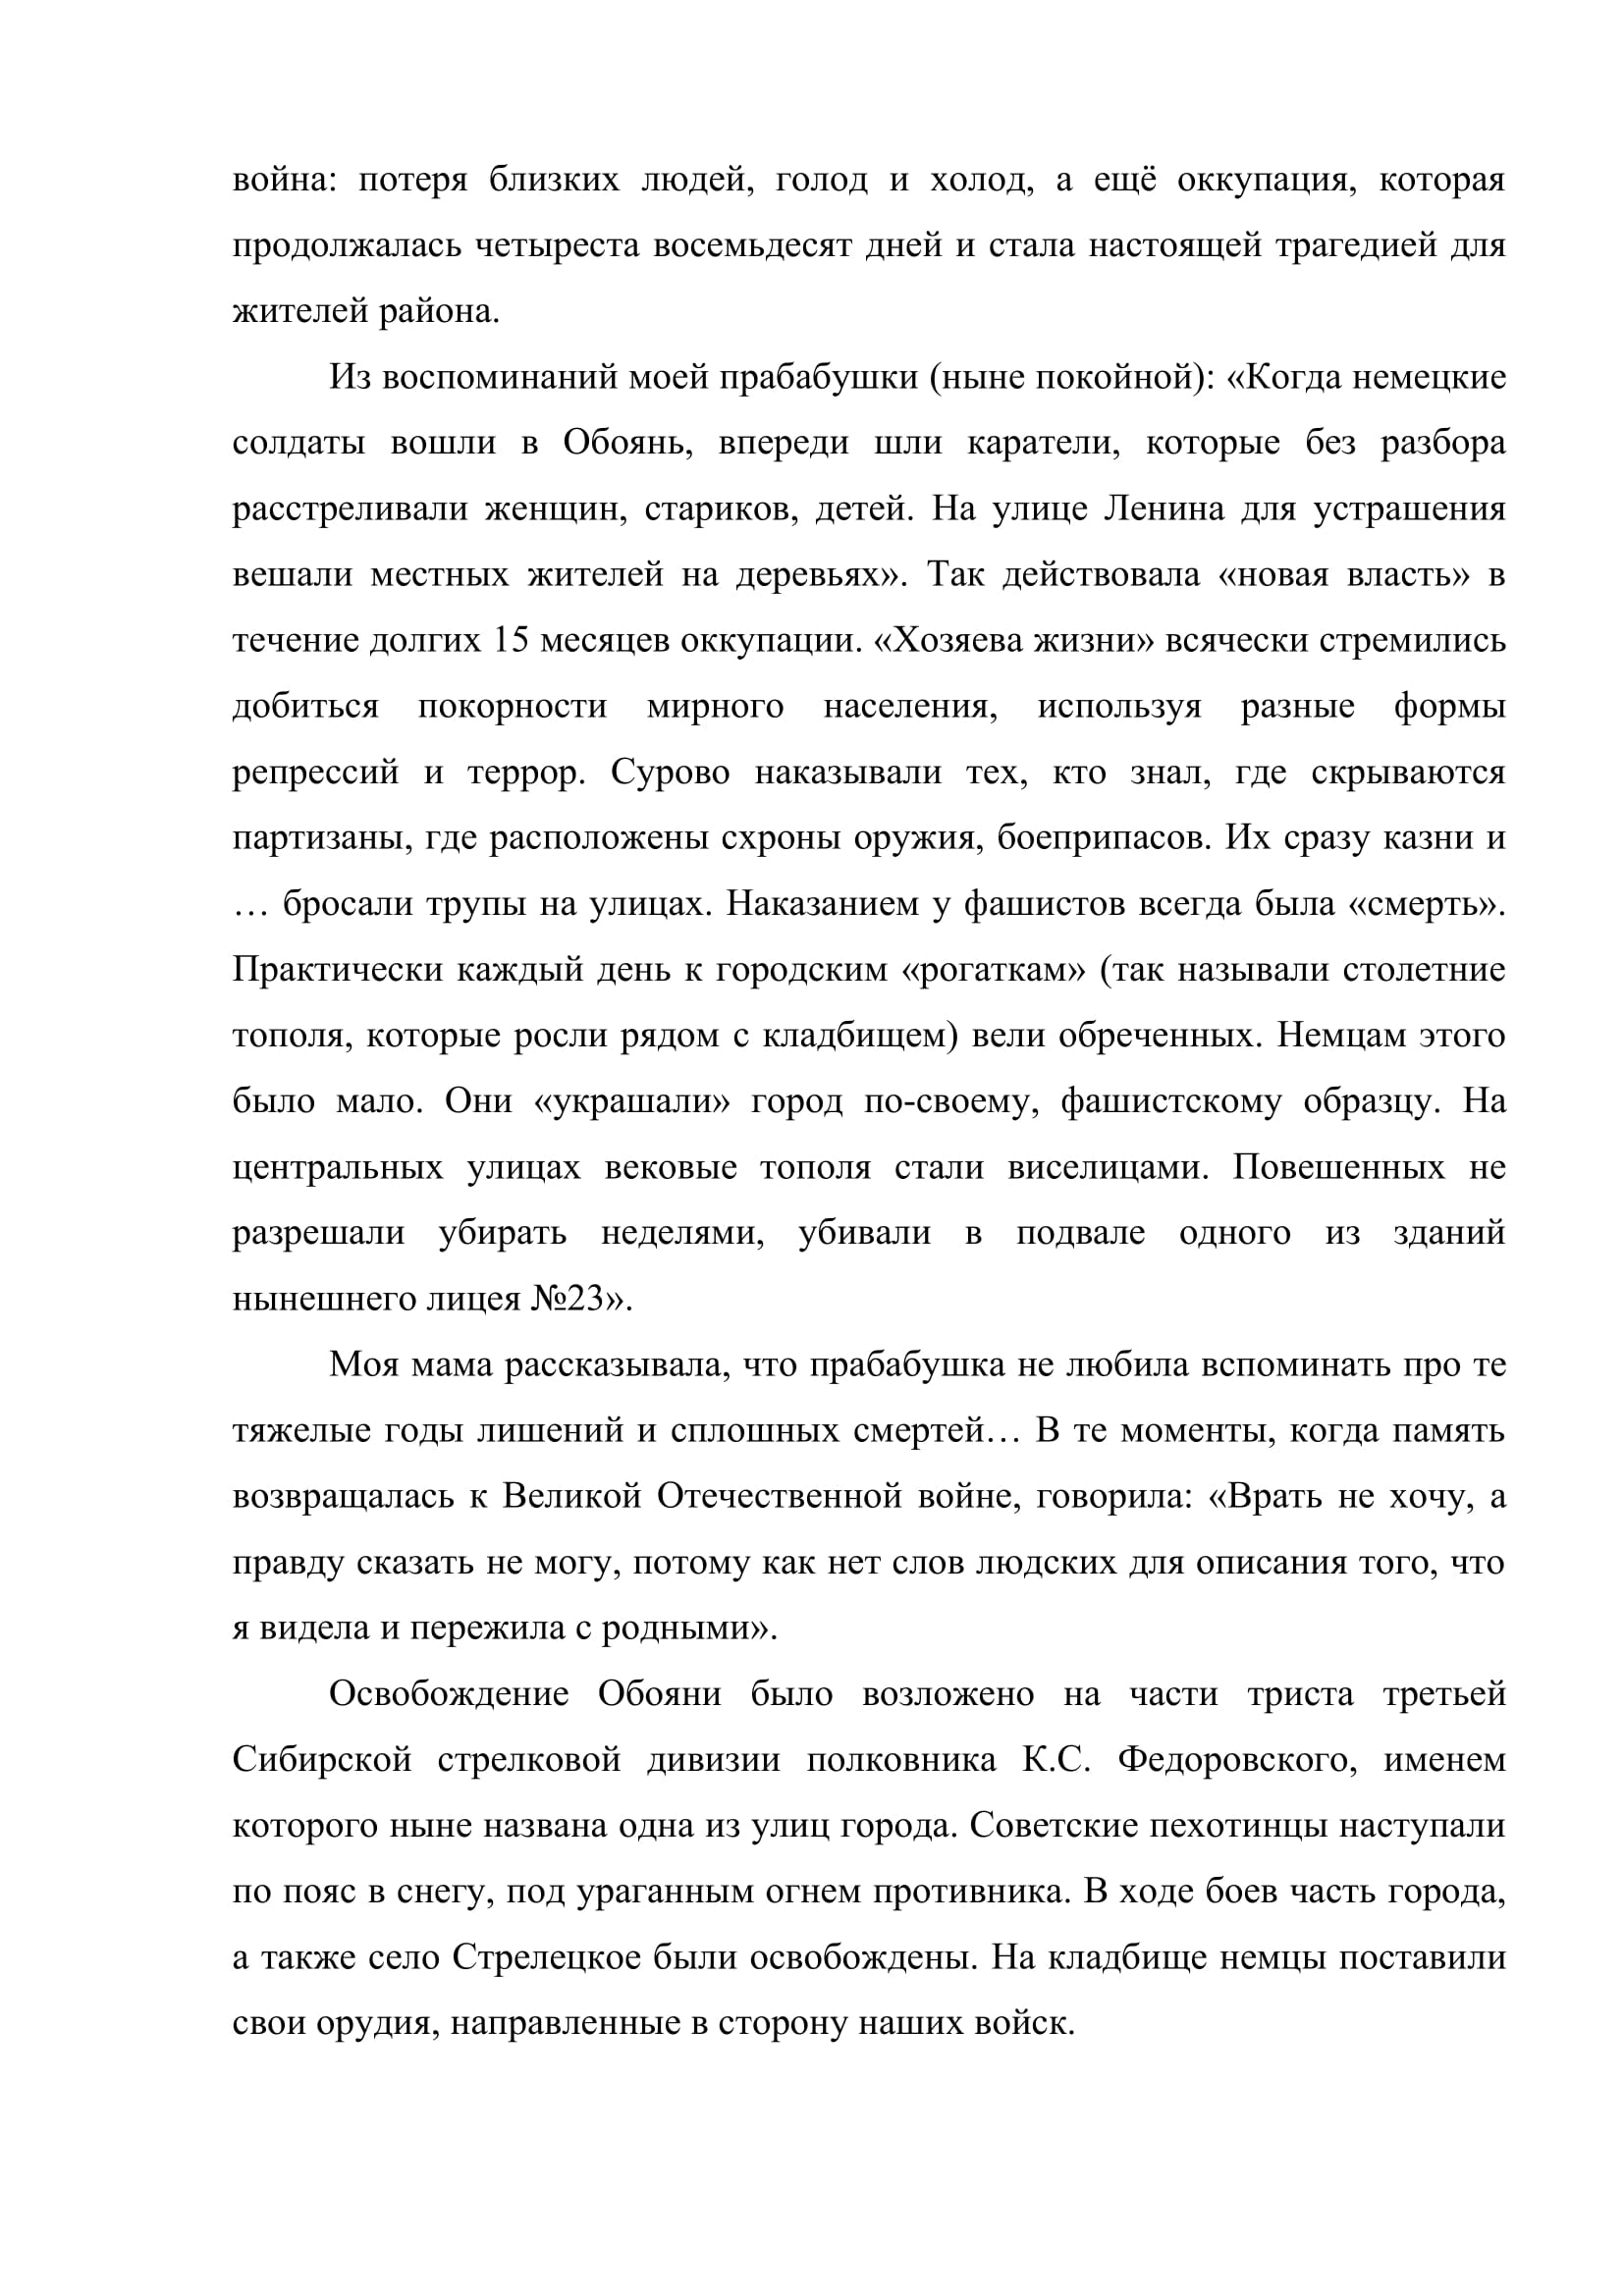 война: потеря близких людей, голод и холод, а ещё оккупация, которая
продолжалась четыреста восемьдесят дней и стала настоящей трагедией для
жителей района.
Из воспоминаний моей прабабушки (ныне покойной): «Когда немецкие
солдаты вошли в Обоянь, впереди шли каратели, которые без разбора
расстреливали женщин, стариков, детей. На улице Ленина для устрашения
вешали местных жителей на деревьях». Так действовала «новая власть» в
течение долгих 15 месяцев оккупации. «Хозяева жизни» всячески стремились
добиться покорности мирного населения, используя разные формы
репрессий и террор. Сурово наказывали тех, кто знал, где скрываются
партизаны, где расположены схроны оружия, боеприпасов. Их сразу казни и
… бросали трупы на улицах. Наказанием у фашистов всегда была «смерть».
Практически каждый день к городским «рогаткам» (так называли столетние
тополя, которые росли рядом с кладбищем) вели обреченных. Немцам этого
было мало. Они «украшали» город по-своему, фашистскому образцу. На
центральных улицах вековые тополя стали виселицами. Повешенных не
разрешали убирать неделями, убивали в подвале одного из зданий
нынешнего лицея №23».
Моя мама рассказывала, что прабабушка не любила вспоминать про те
тяжелые годы лишений и сплошных смертей… В те моменты, когда память
возвращалась к Великой Отечественной войне, говорила: «Врать не хочу, а
правду сказать не могу, потому как нет слов людских для описания того, что
я видела и пережила с родными».
Освобождение Обояни было возложено на части триста третьей
Сибирской стрелковой дивизии полковника К.С. Федоровского, именем
которого ныне названа одна из улиц города. Советские пехотинцы наступали
по пояс в снегу, под ураганным огнем противника. В ходе боев часть города,
а также село Стрелецкое были освобождены. На кладбище немцы поставили
свои орудия, направленные в сторону наших войск.